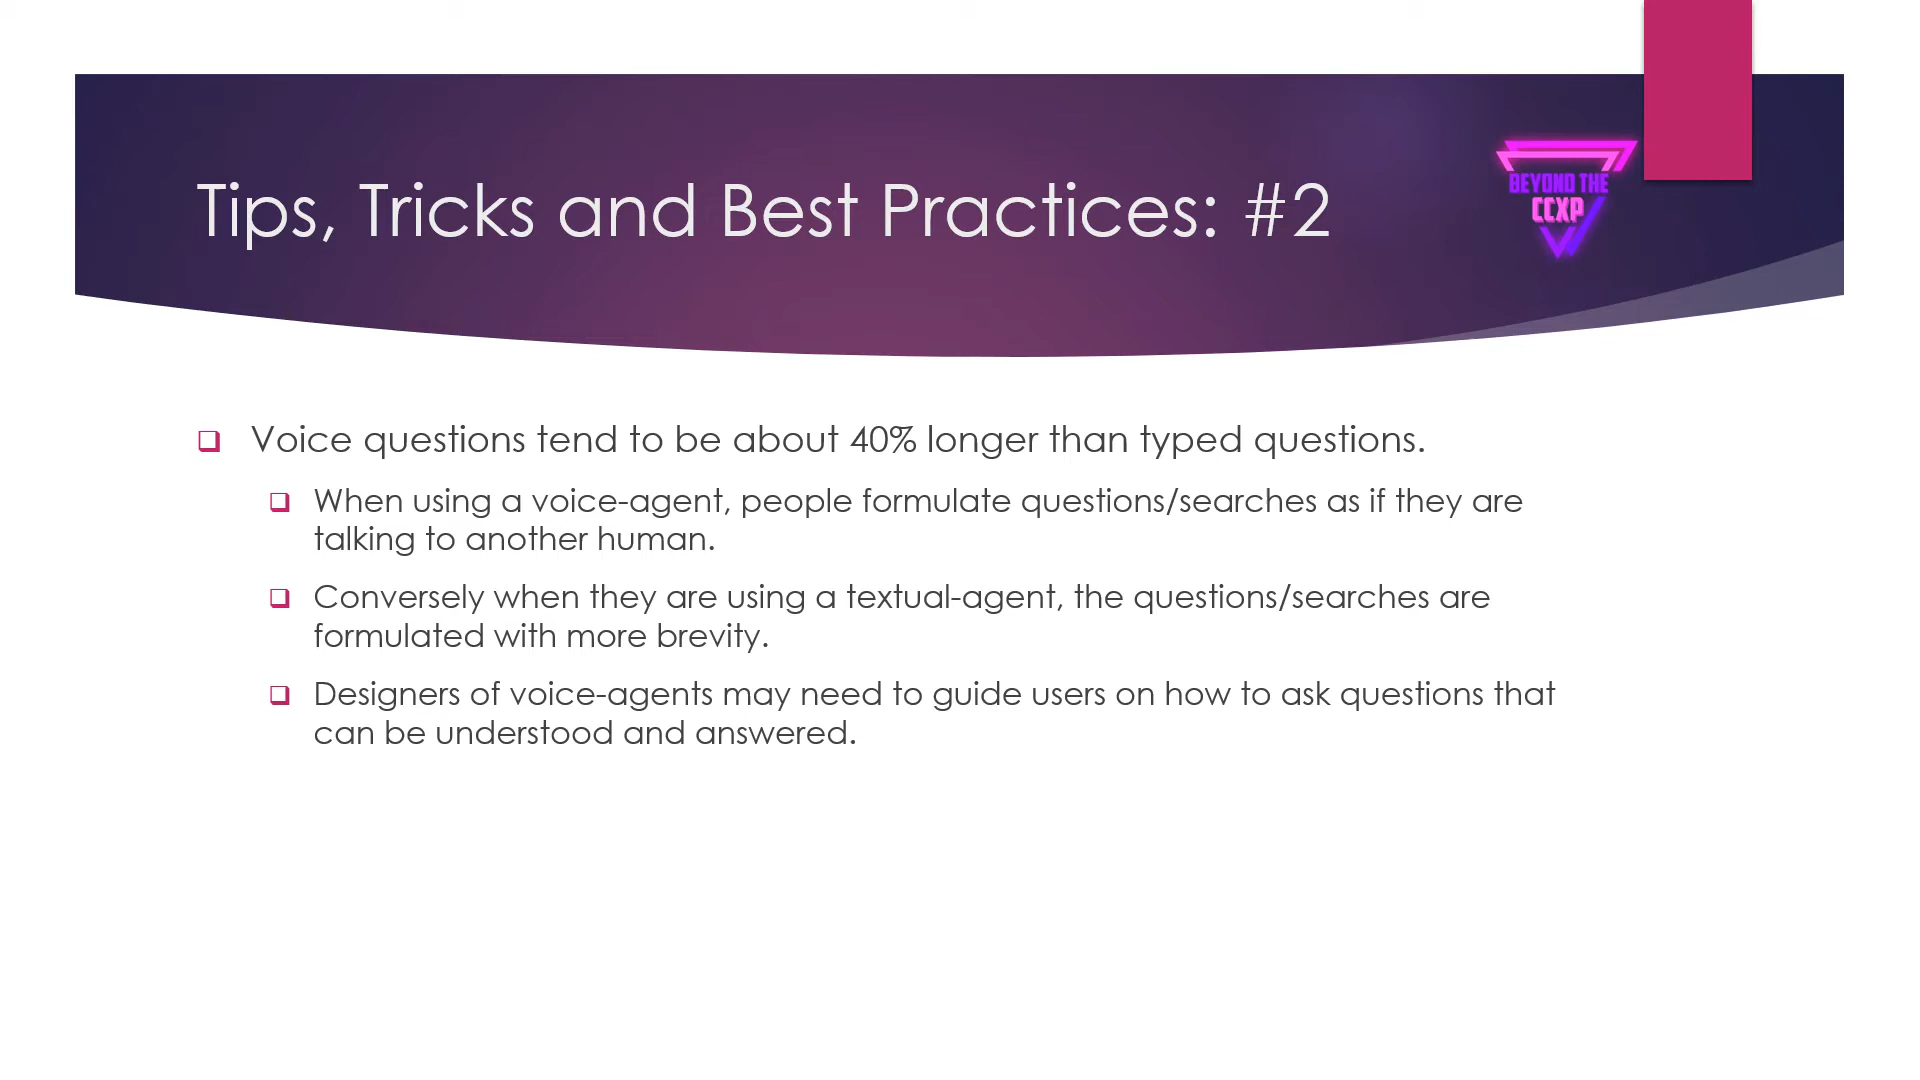 Tips, Tricks and Best Practices: #2
BEYOND THE
CCXP
Voice questions tend to be about 40% longer than typed questions.
When using a voice-agent, people formulate questions/searches as if they are
talking to another human.
Conversely when they are using a textual-agent, the questions/searches are
formulated with more brevity.
Designers of voice-agents may need to guide users on how to ask questions that
can be understood and answered.